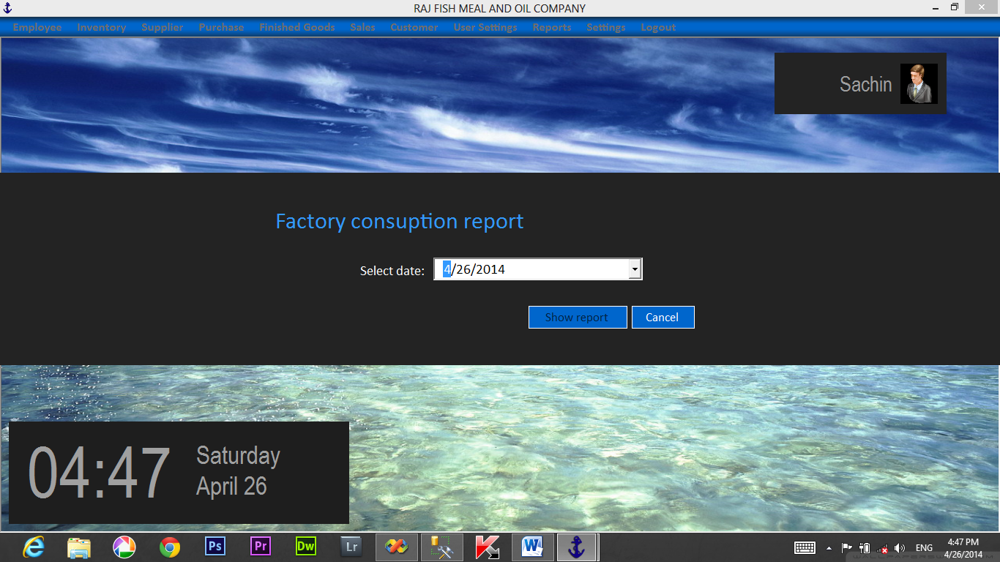 RAJ FISH MEAL AND OIL COMPANY
Employee Inventory Supplier Purchase Finished Goods Sales Customer User Settings Reports Settings Logout
Sachin
Factory consuption report
Select date: 4/26/2014
Show report Cancel
04:47
Saturday
April 26
Ps Pr Dw Lr
ENG
4:47 PM
4/26/2014